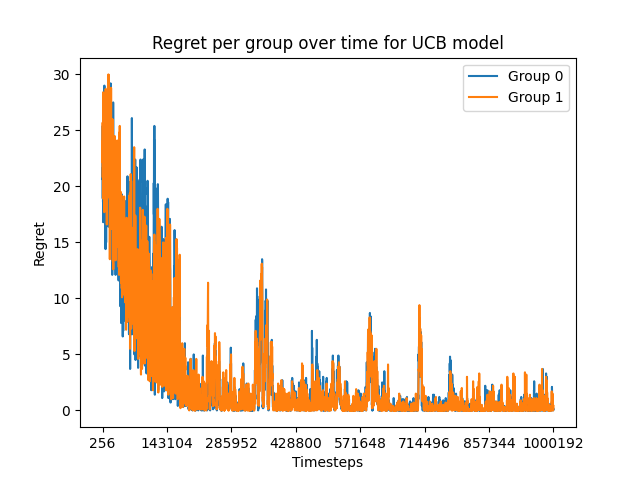 Regret per group over time for UCB model
Group 0
Group 1
30
25
20
15
10
5
0
Regret
256 143104 285952 428800 571648 714496 857344 1000192
Timesteps